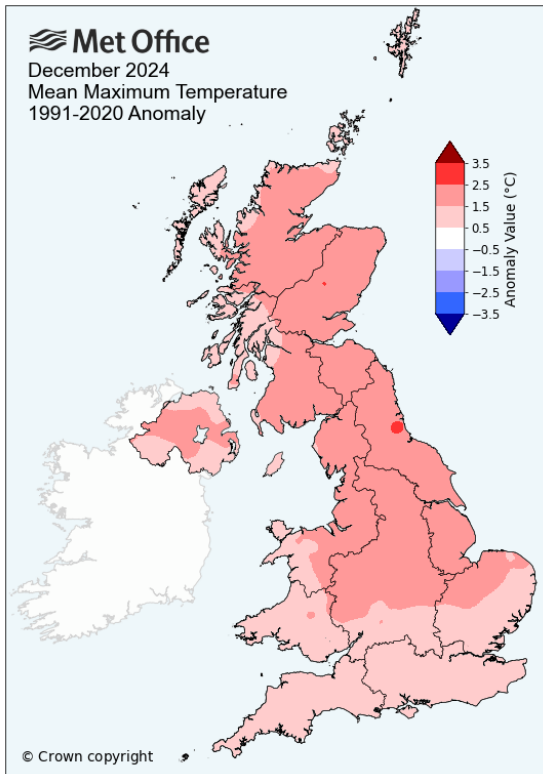 Met Office
December 2024
Mean Maximum Temperature
1991-2020 Anomaly
3.5
2.5
1.5
0.5
−0.5
−1.5
−2.5
−3.5
Anomaly Value (°C)
© Crown copyright